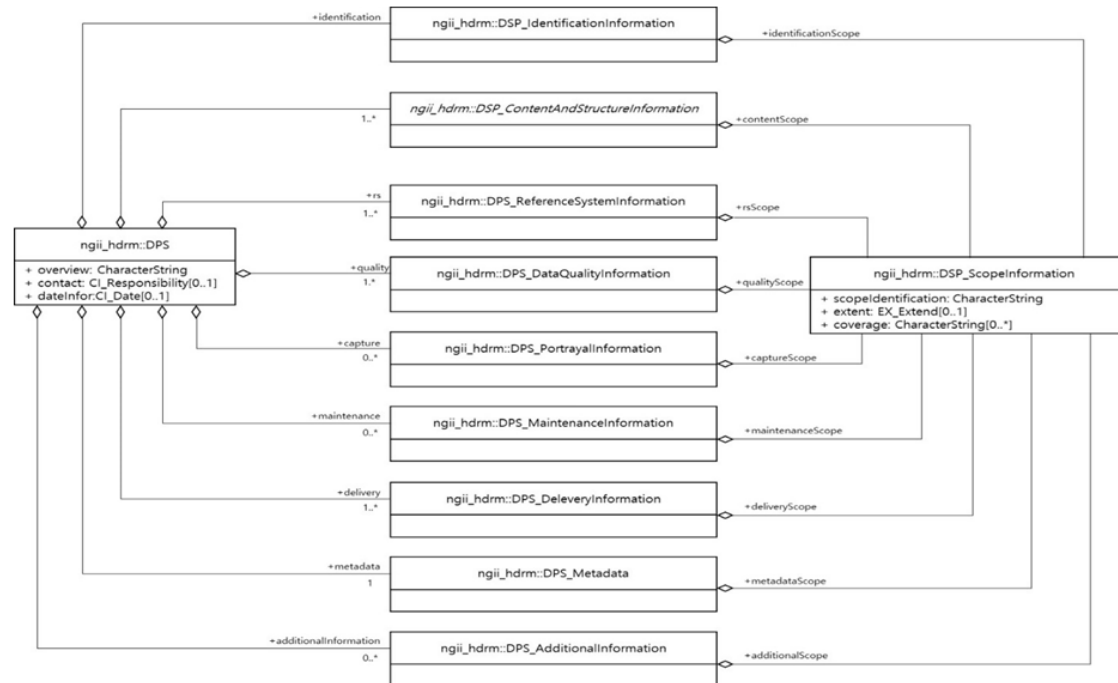 +identification
ngii_hdrm::DSP_IdentificationInformation
+identificationScope
ngii_hdrm::DSP_ContentAndStructureInformation
1..*
+contentScope
+rs
1..*
ngii_hdrm::DPS_ReferenceSystemInformation
+rsScope
ngii_hdrm::DPS
+ overview: CharacterString
+ contact: CI_Responsibility[0..1]
+ dateInfor:CI_Date[0..1]
+quality
1..*
ngii_hdrm::DPS_DataQualityInformation
+qualityScope
ngii_hdrm::DSP_ScopeInformation
+ scopeIdentification: CharacterString
+ extent: EX_Extend[0..1]
+ coverage: CharacterString[0..*]
+capture
0..*
ngii_hdrm::DPS_PortrayalInformation
+captureScope
+maintenance
0..*
ngii_hdrm::DPS_MaintenanceInformation
+maintenanceScope
+delivery
1..*
ngii_hdrm::DPS_DeleveryInformation
+deliveryScope
+metadata
1
ngii_hdrm::DPS_Metadata
+metadataScope
+additionalInformation
0..*
ngii_hdrm::DPS_AdditionalInformation
+additionalScope